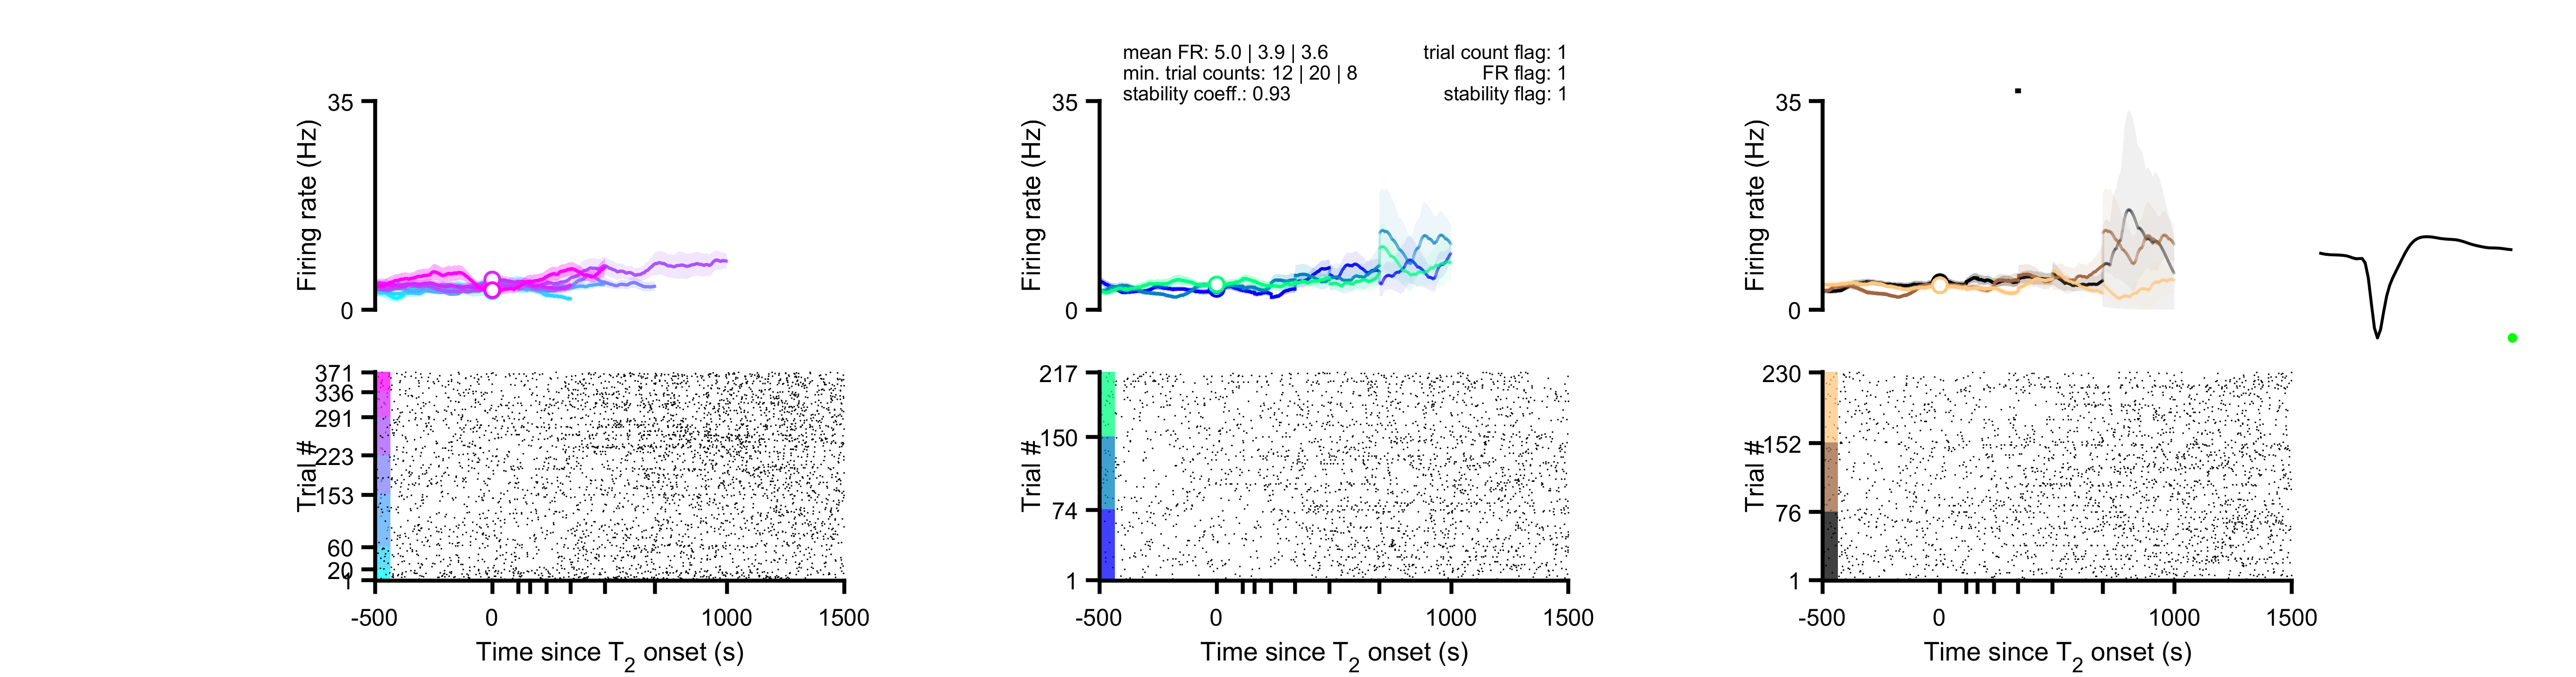 mean FR: 5.0 | 3.9 | 3.6
min. trial counts: 12 | 20 | 8
stability coeff.: 0.93
trial count flag: 1
FR flag: 1
stability flag: 1
35
Firing rate (Hz)
0
35
Firing rate (Hz)
0
35
Firing rate (Hz)
0
371
336
291
223
153
60
20
1
Trial #
-500
0
1000
1500
Time since T2 onset (s)
217
150
74
1
Trial #
-500
0
1000
1500
Time since T2 onset (s)
230
152
76
1
Trial #
-500
0
1000
1500
Time since T2 onset (s)